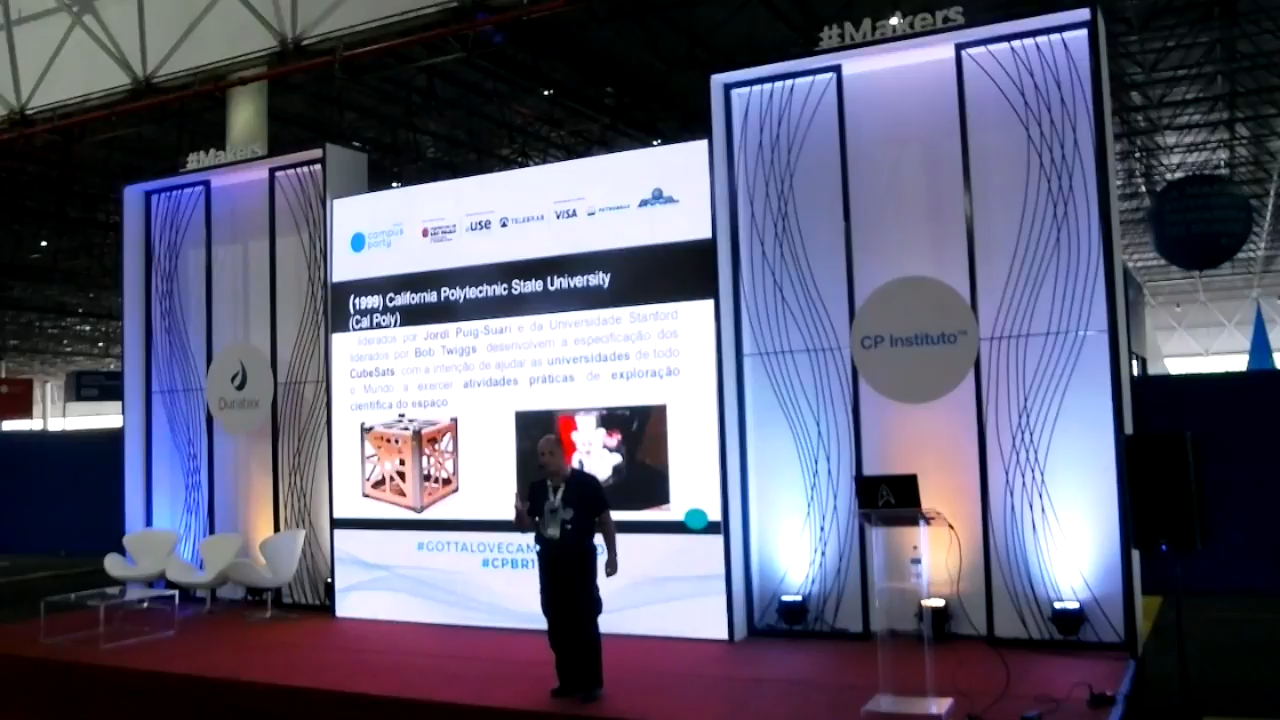 #Makers
#Makers
campus
party
.use
TELEBRAS
VISA
PETROBRAS
(1999) California Polytechnic State University
(Cal Poly)
liderados por Jordi Puig-Suari e da Universidade Stanford
liderados por Bob Twiggs, desenvolvem a especificação dos
CubeSats, com a intenção de ajudar as universidades de todo
o Mundo a exercer atividades práticas de exploração
científica do espaço
Duratex
CP Instituto
#GOTTALOVECAM
#CPBR1